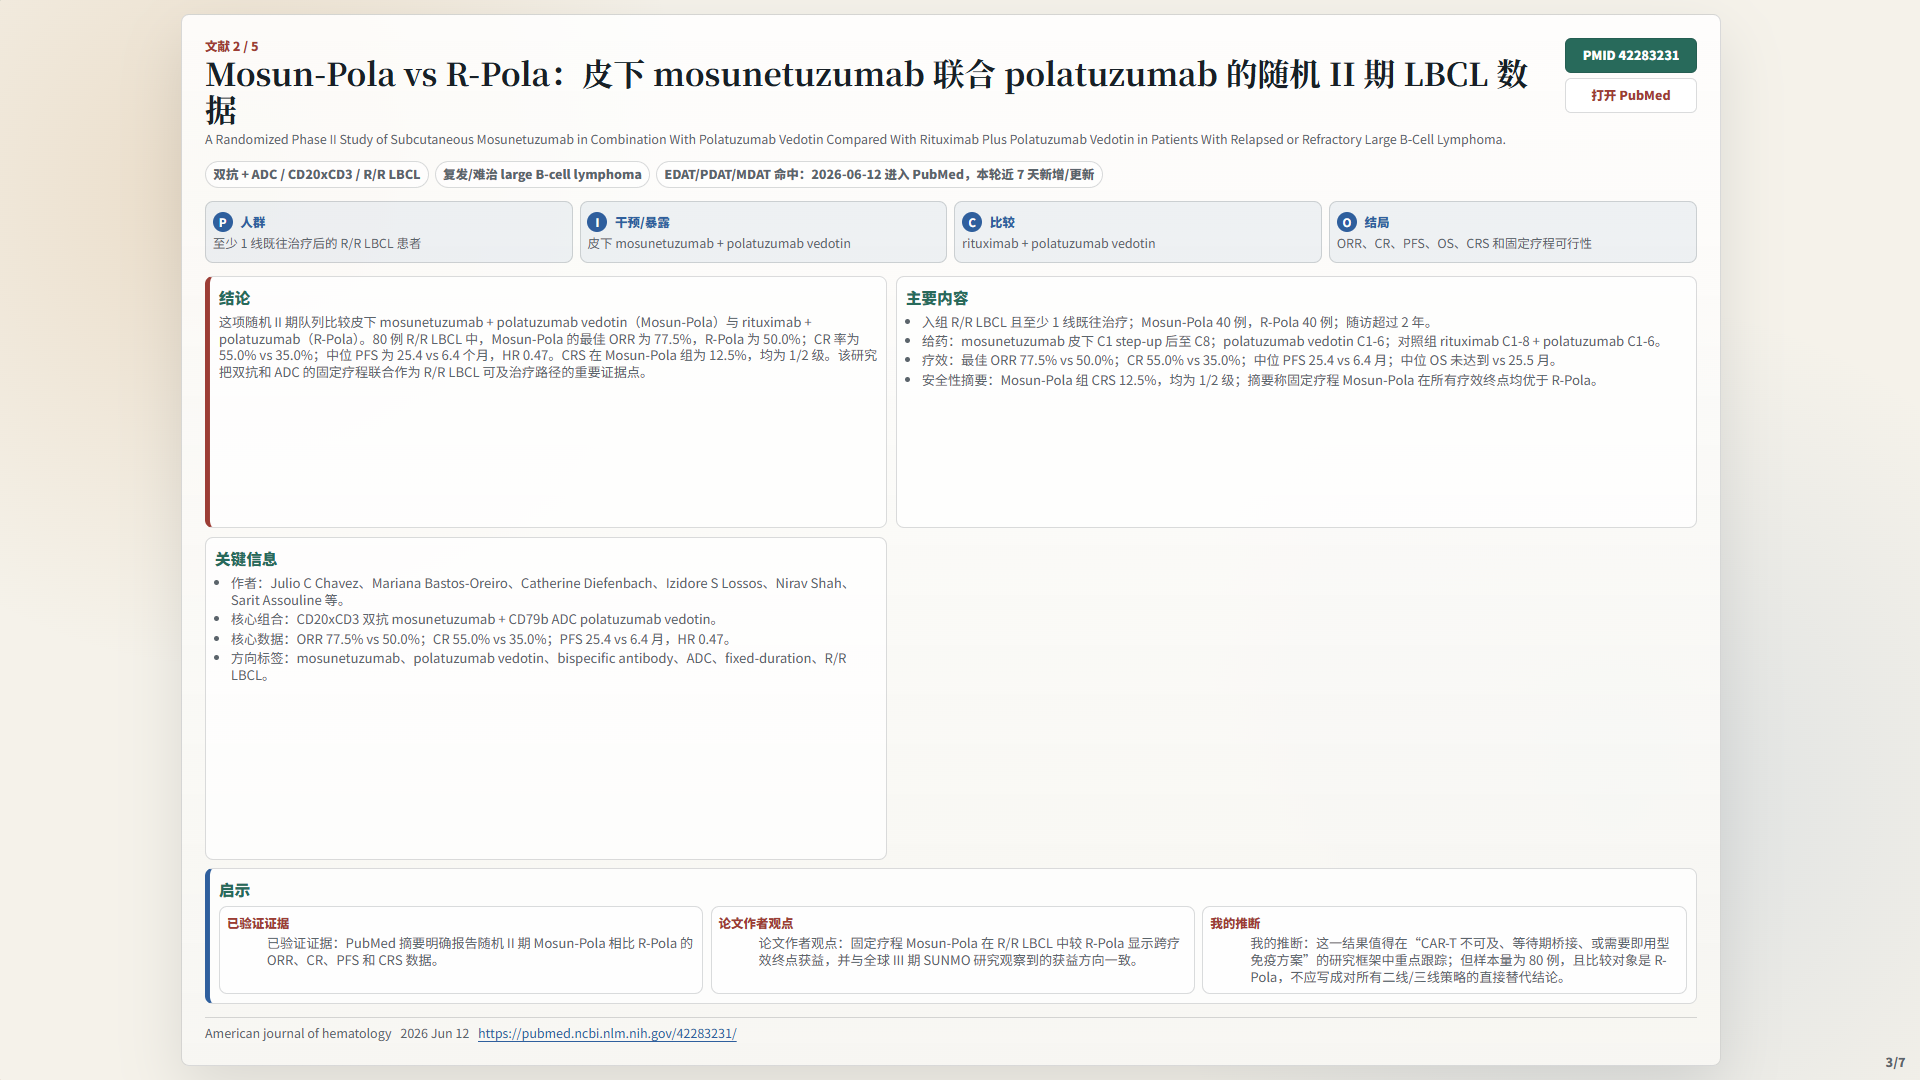 文献 2 / 5
Mosun-Pola vs R-Pola：皮下 mosunetuzumab 联合 polatuzumab 的随机 II 期 LBCL 数
据
A Randomized Phase II Study of Subcutaneous Mosunetuzumab in Combination With Polatuzumab Vedotin Compared With Rituximab Plus Polatuzumab Vedotin in Patients With Relapsed or Refractory Large B-Cell Lymphoma.
PMID 42283231
打开 PubMed
双抗 + ADC / CD20xCD3 / R/R LBCL
复发/难治 large B-cell lymphoma
EDAT/PDAT/MDAT 命中：2026-06-12 进入 PubMed，本轮近 7 天新增/更新
P 人群
至少 1 线既往治疗后的 R/R LBCL 患者
I 干预/暴露
皮下 mosunetuzumab + polatuzumab vedotin
C 比较
rituximab + polatuzumab vedotin
O 结局
ORR、CR、PFS、OS、CRS 和固定疗程可行性
结论
这项随机 II 期队列比较皮下 mosunetuzumab + polatuzumab vedotin（Mosun-Pola）与 rituximab +
polatuzumab（R-Pola）。80 例 R/R LBCL 中，Mosun-Pola 的最佳 ORR 为 77.5%，R-Pola 为 50.0%；CR 率为
55.0% vs 35.0%；中位 PFS 为 25.4 vs 6.4 个月，HR 0.47。CRS 在 Mosun-Pola 组为 12.5%，均为 1/2 级。该研究
把双抗和 ADC 的固定疗程联合作为 R/R LBCL 可及治疗路径的重要证据点。
主要内容
• 入组 R/R LBCL 且至少 1 线既往治疗；Mosun-Pola 40 例，R-Pola 40 例；随访超过 2 年。
• 给药：mosunetuzumab 皮下 C1 step-up 后至 C8；polatuzumab vedotin C1-6；对照组 rituximab C1-8 + polatuzumab C1-6。
• 疗效：最佳 ORR 77.5% vs 50.0%；CR 55.0% vs 35.0%；中位 PFS 25.4 vs 6.4 月；中位 OS 未达到 vs 25.5 月。
• 安全性摘要：Mosun-Pola 组 CRS 12.5%，均为 1/2 级；摘要称固定疗程 Mosun-Pola 在所有疗效终点均优于 R-Pola。
关键信息
• 作者：Julio C Chavez、Mariana Bastos-Oreiro、Catherine Diefenbach、Izidore S Lossos、Nirav Shah、
Sarit Assouline 等。
• 核心组合：CD20xCD3 双抗 mosunetuzumab + CD79b ADC polatuzumab vedotin。
• 核心数据：ORR 77.5% vs 50.0%；CR 55.0% vs 35.0%；PFS 25.4 vs 6.4 月，HR 0.47。
• 方向标签：mosunetuzumab、polatuzumab vedotin、bispecific antibody、ADC、fixed-duration、R/R
LBCL。
启示
已验证证据
已验证证据：PubMed 摘要明确报告随机 II 期 Mosun-Pola 相比 R-Pola 的
ORR、CR、PFS 和 CRS 数据。
论文作者观点
论文作者观点：固定疗程 Mosun-Pola 在 R/R LBCL 中较 R-Pola 显示跨疗
效终点获益，并与全球 III 期 SUNMO 研究观察到的获益方向一致。
我的推断
我的推断：这一结果值得在“CAR-T 不可及、等待期桥接、或需要即用型
免疫方案”的研究框架中重点跟踪；但样本量为 80 例，且比较对象是 R-
Pola，不应写成对所有二线/三线策略的直接替代结论。
American journal of hematology 2026 Jun 12 https://pubmed.ncbi.nlm.nih.gov/42283231/
3/7